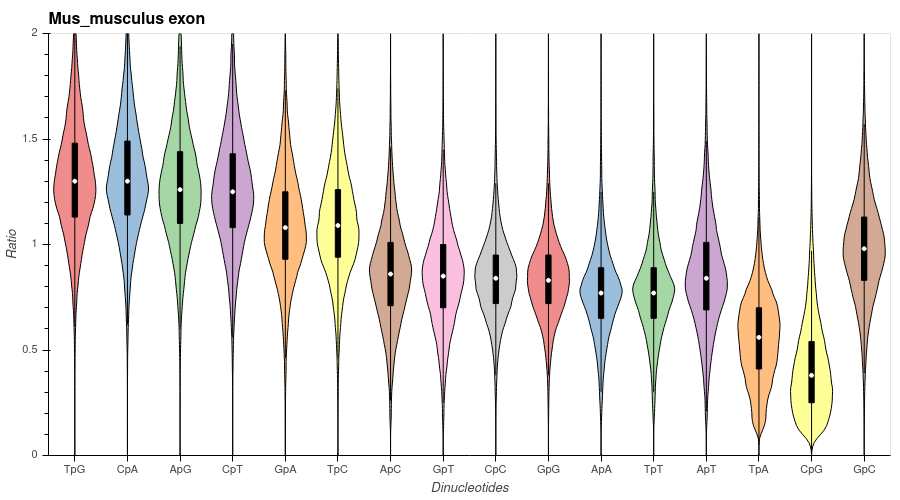 Mus_musculus exon
2
1.5
1
0.5
0
Ratio
TpG CpA ApG CpT GpA TpC ApC GpT CpC GpG ApA TpT ApT TpA CpG GpC
Dinucleotides